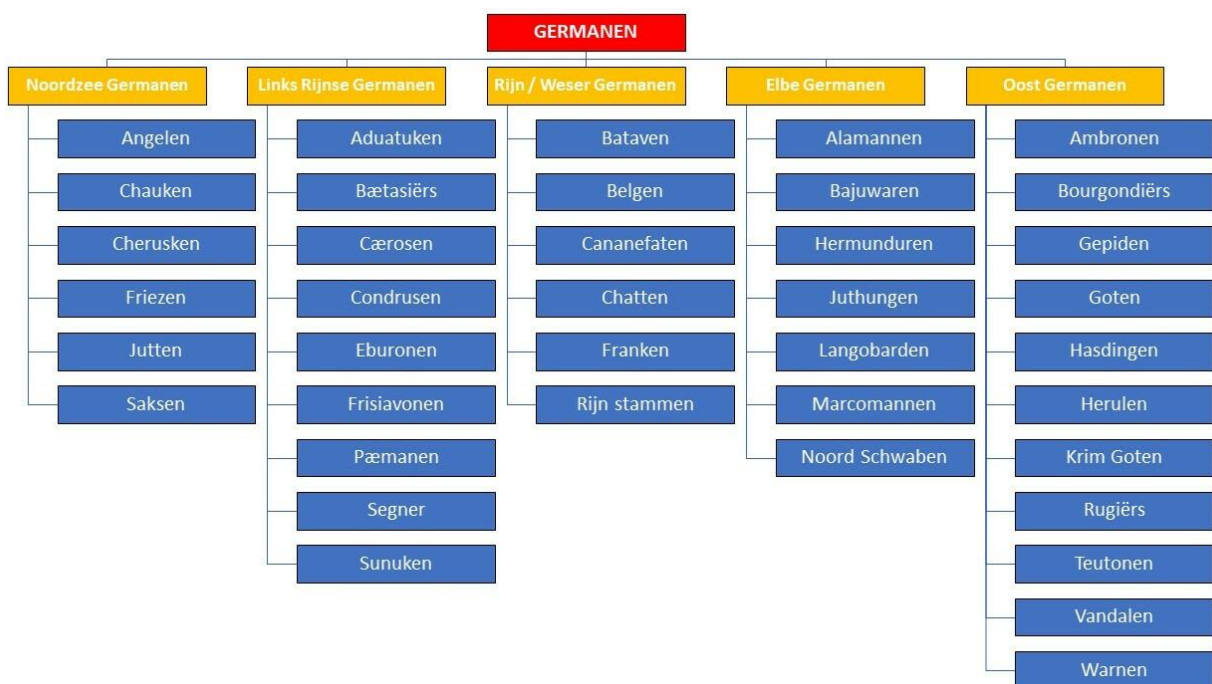 GERMANEN
Noordzee Germanen
Angelen
Chauken
Cherusken
Friezen
Jutten
Saksen
Links Rijnse Germanen
Aduatuken
Bætasiërs
Cærosen
Condrusen
Eburonen
Frisiavonen
Pæmanen
Segner
Sunuken
Rijn / Weser Germanen
Bataven
Belgen
Cananefaten
Chatten
Franken
Rijn stammen
Elbe Germanen
Alamannen
Bajuwaren
Hermunduren
Juthungen
Langobarden
Marcomannen
Noord Schwaben
Oost Germanen
Ambronen
Bourgondiërs
Gepiden
Goten
Hasdingen
Herulen
Krim Goten
Rugiërs
Teutonen
Vandalen
Warnen